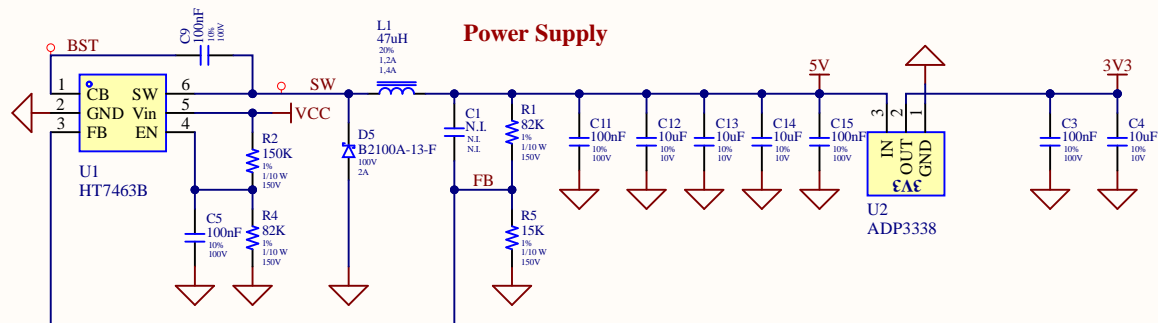 Power Supply
BST
C9
100nF
10%
100V
1
CB
SW
6
2
GND
Vin
5
3
FB
EN
4
U1
HT7463B
SW
VCC
R2
150K
1%
1/10 W
150V
C5
100nF
10%
100V
R4
82K
1%
1/10 W
150V
D5
B2100A-13-F
100V
2A
L1
47uH
20%
1,2A
1,4A
C1
N.I.
N.I.
N.I.
R1
82K
1%
1/10 W
150V
FB
R5
15K
1%
1/10 W
150V
C11
100nF
10%
100V
C12
10uF
10%
10V
C13
10uF
10%
10V
C14
10uF
10%
10V
5V
C15
100nF
10%
100V
3
IN
2
OUT
1
GND
3V3
U2
ADP3338
C3
100nF
10%
100V
3V3
C4
10uF
10%
10V